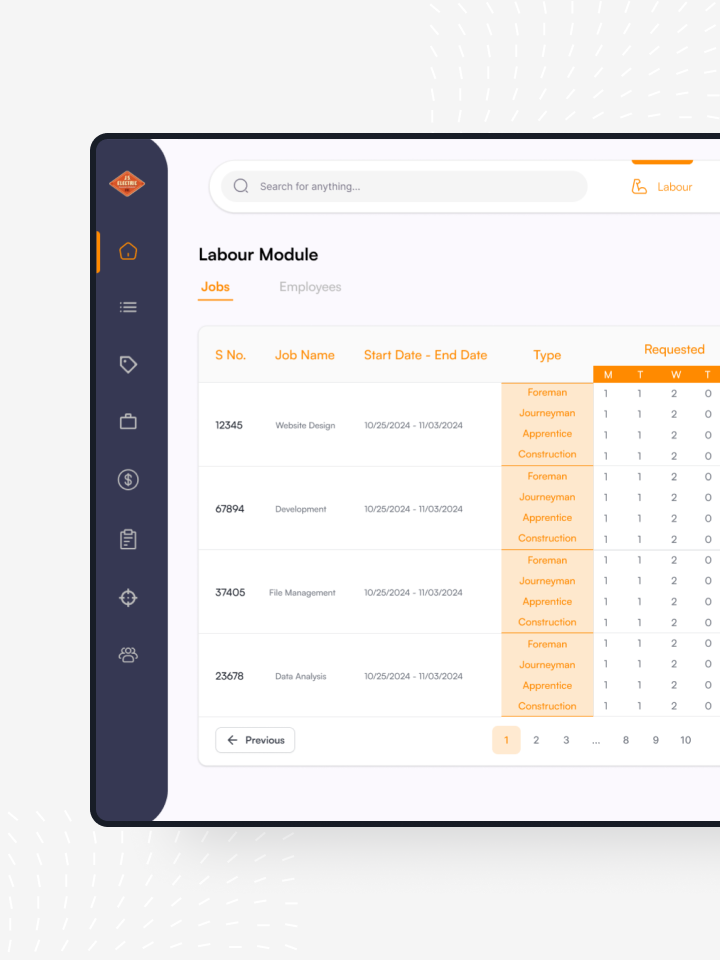 J.S.
ELECTRIC
Search for anything...
Labour
Labour Module
Jobs Employees
S No. Job Name Start Date - End Date Type Requested
M T W T
12345 Website Design 10/25/2024 - 11/03/2024
Foreman 1 1 2 0
Journeyman 1 1 2 0
Apprentice 1 1 2 0
Construction 1 1 2 0
67894 Development 10/25/2024 - 11/03/2024
Foreman 1 1 2 0
Journeyman 1 1 2 0
Apprentice 1 1 2 0
Construction 1 1 2 0
37405 File Management 10/25/2024 - 11/03/2024
Foreman 1 1 2 0
Journeyman 1 1 2 0
Apprentice 1 1 2 0
Construction 1 1 2 0
23678 Data Analysis 10/25/2024 - 11/03/2024
Foreman 1 1 2 0
Journeyman 1 1 2 0
Apprentice 1 1 2 0
Construction 1 1 2 0
Previous 1 2 3 ... 8 9 10